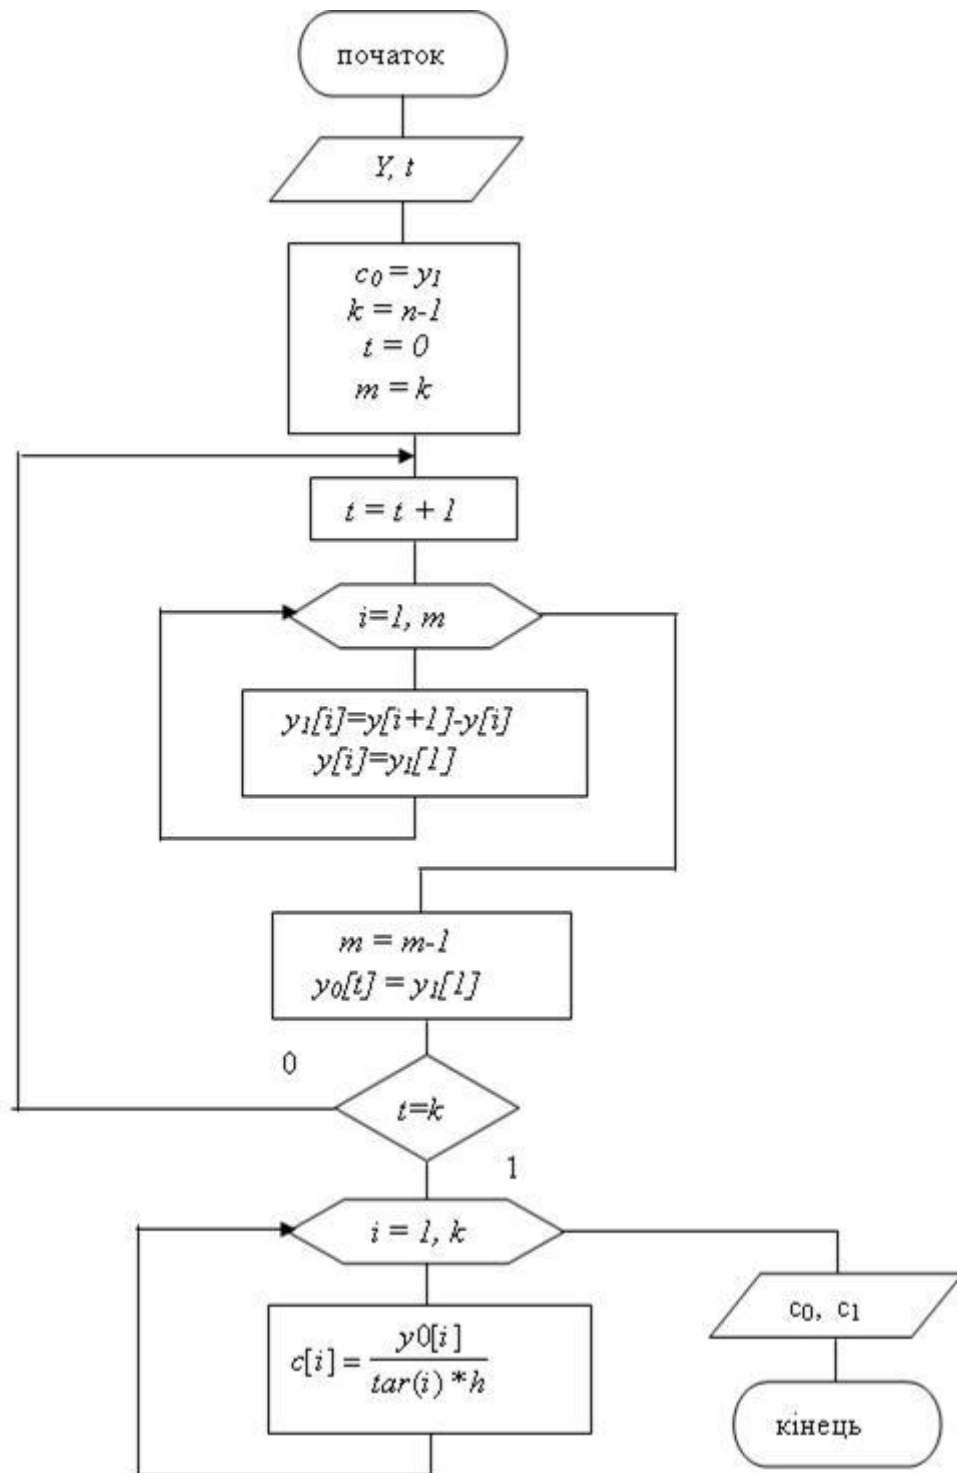 початок
Y, t
c₀ = y₁
k = n-1
t = 0
m = k
t = t + 1
i=1, m
y₁[i]=y[i+1]-y[i]
y[i]=y₁[1]
m = m-1
y₀[t] = y₁[1]
0
t=k
1
i = 1, k
c₀, c₁
c[i] = y0[i] / tar(i) * h
кінець